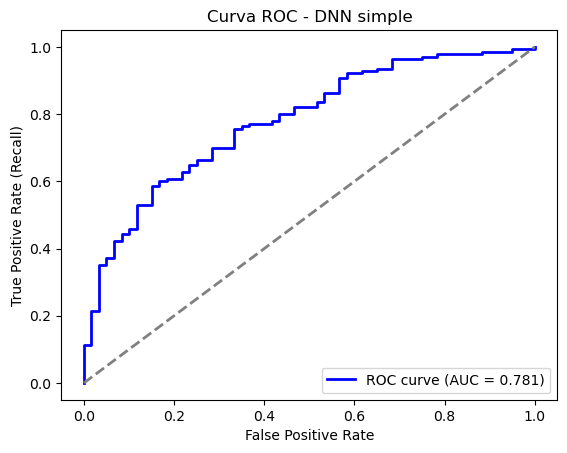 Curva ROC - DNN simple
True Positive Rate (Recall)
1.0
0.8
0.6
0.4
0.2
0.0
ROC curve (AUC = 0.781)
0.0 0.2 0.4 0.6 0.8 1.0
False Positive Rate